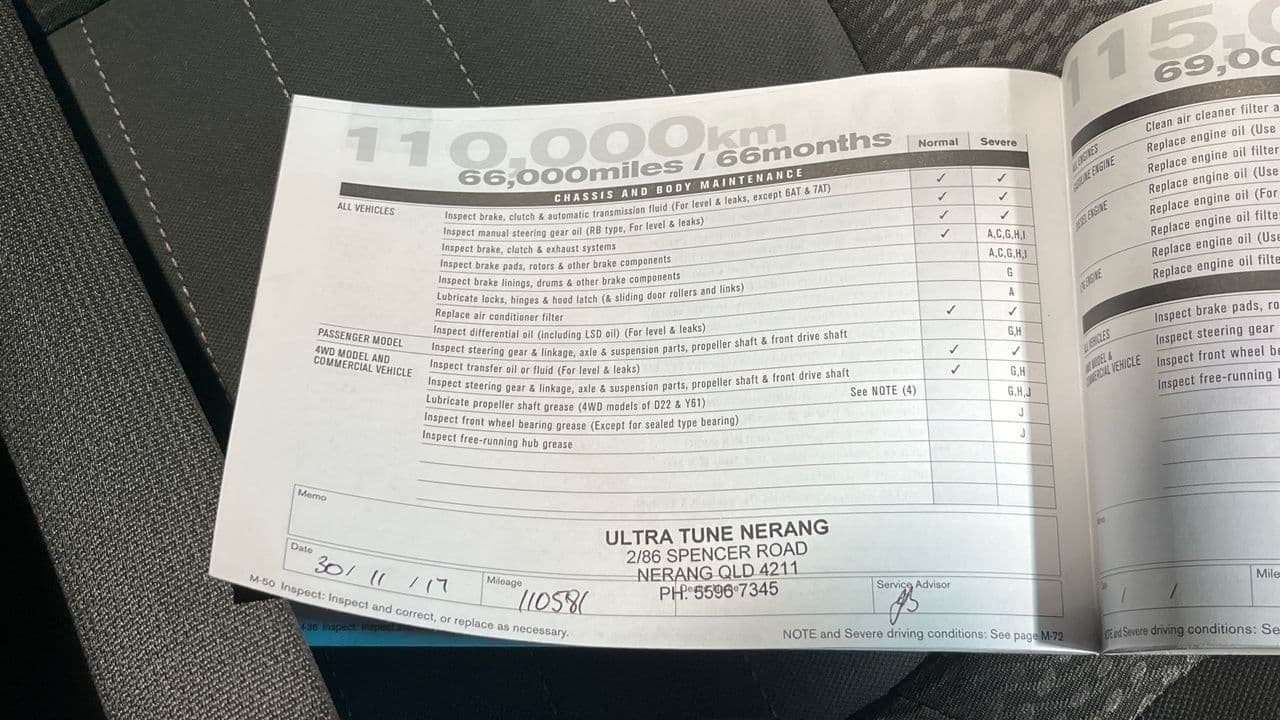 110,000km
66,000miles / 66months
Normal Severe
CHASSIS AND BODY MAINTENANCE
ALL VEHICLES
Inspect brake, clutch & automatic transmission fluid (For level & leaks, except 6AT & 7AT) ✓ ✓
Inspect manual steering gear oil (RB type, For level & leaks) ✓ ✓
Inspect brake, clutch & exhaust systems ✓ ✓
Inspect brake pads, rotors & other brake components ✓ A,C,G,H,I
Inspect brake linings, drums & other brake components A,C,G,H,I
Lubricate locks, hinges & hood latch (& sliding door rollers and links) G
Replace air conditioner filter A
Inspect differential oil (including LSD oil) (For level & leaks) ✓ ✓
PASSENGER MODEL
Inspect steering gear & linkage, axle & suspension parts, propeller shaft & front drive shaft G,H
4WD MODEL AND
COMMERCIAL VEHICLE
Inspect transfer oil or fluid (For level & leaks) ✓ ✓
Inspect steering gear & linkage, axle & suspension parts, propeller shaft & front drive shaft ✓ G,H
Lubricate propeller shaft grease (4WD models of D22 & Y61) See NOTE (4) G,H,J
Inspect front wheel bearing grease (Except for sealed type bearing) J
Inspect free-running hub grease J
Memo
ULTRA TUNE NERANG
2/86 SPENCER ROAD
NERANG QLD 4211
PH: 5596 7345
Date 30/ 11 / 17
Mileage 110581
Service Advisor
M-50 Inspect: Inspect and correct, or replace as necessary.
NOTE and Severe driving conditions: See page M-72
115,0
69,00
Clean air cleaner filter a
Replace engine oil (Use
Replace engine oil filter
Replace engine oil (Use
Replace engine oil (For
Replace engine oil filter
Replace engine oil (Use
Replace engine oil filte
Inspect brake pads, ro
Inspect steering gear
Inspect front wheel be
Inspect free-running
/ /
Mile
Severe driving conditions: Se